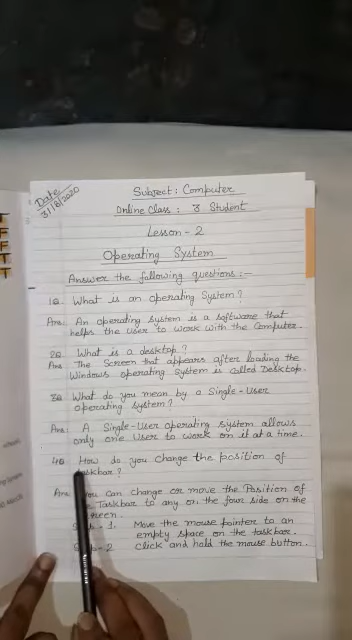 Date
31/8/2020
Subject: Computer
Online Class: 3 Student
Lesson - 2
Operating System
Answer the following questions:-
1Q. What is an operating System?
Ans: An operating System is a software that
helps the User to work with the Computer.
2Q What is a desktop?
Ans The Screen that appears after loading the
Windows operating System is called Desktop.
3Q What do you mean by a Single-User
operating System?
Ans: A Single-User operating system allows
only one User to work on it at a time.
4Q How do you change the position of
taskbar?
Ans: You can change or move the Position of
Taskbar to any on the four side on the
Screen.
1. Move the mouse pointer to an
empty space on the taskbar.
2 click and hold the mouse button.
T
F
F
T
T